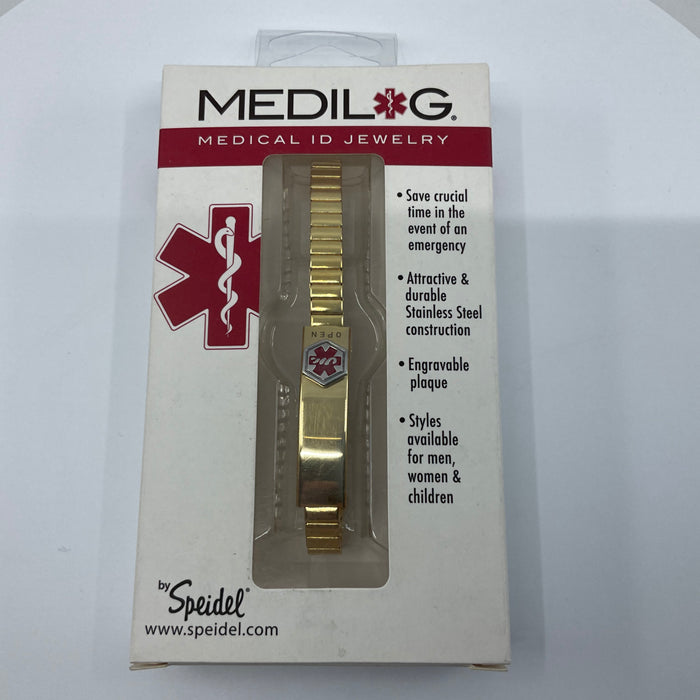 MEDILOG®
MEDICAL ID JEWELRY
• Save crucial
time in the
event of an
emergency
• Attractive &
durable
Stainless Steel
construction
OPEN
• Engravable
plaque
• Styles
available
for men,
women &
children
by Speidel®
www.speidel.com